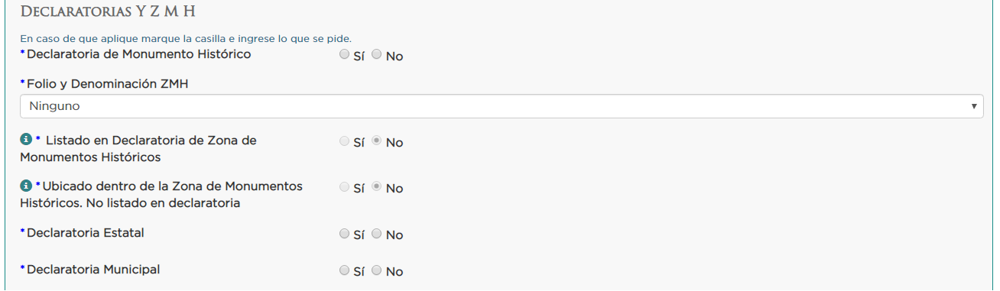 DECLARATORIAS Y Z M H
En caso de que aplique marque la casilla e ingrese lo que se pide.
*Declaratoria de Monumento Histórico Sí No
*Folio y Denominación ZMH
Ninguno
* Listado en Declaratoria de Zona de
Monumentos Históricos Sí No
*Ubicado dentro de la Zona de Monumentos
Históricos. No listado en declaratoria Sí No
*Declaratoria Estatal Sí No
*Declaratoria Municipal Sí No